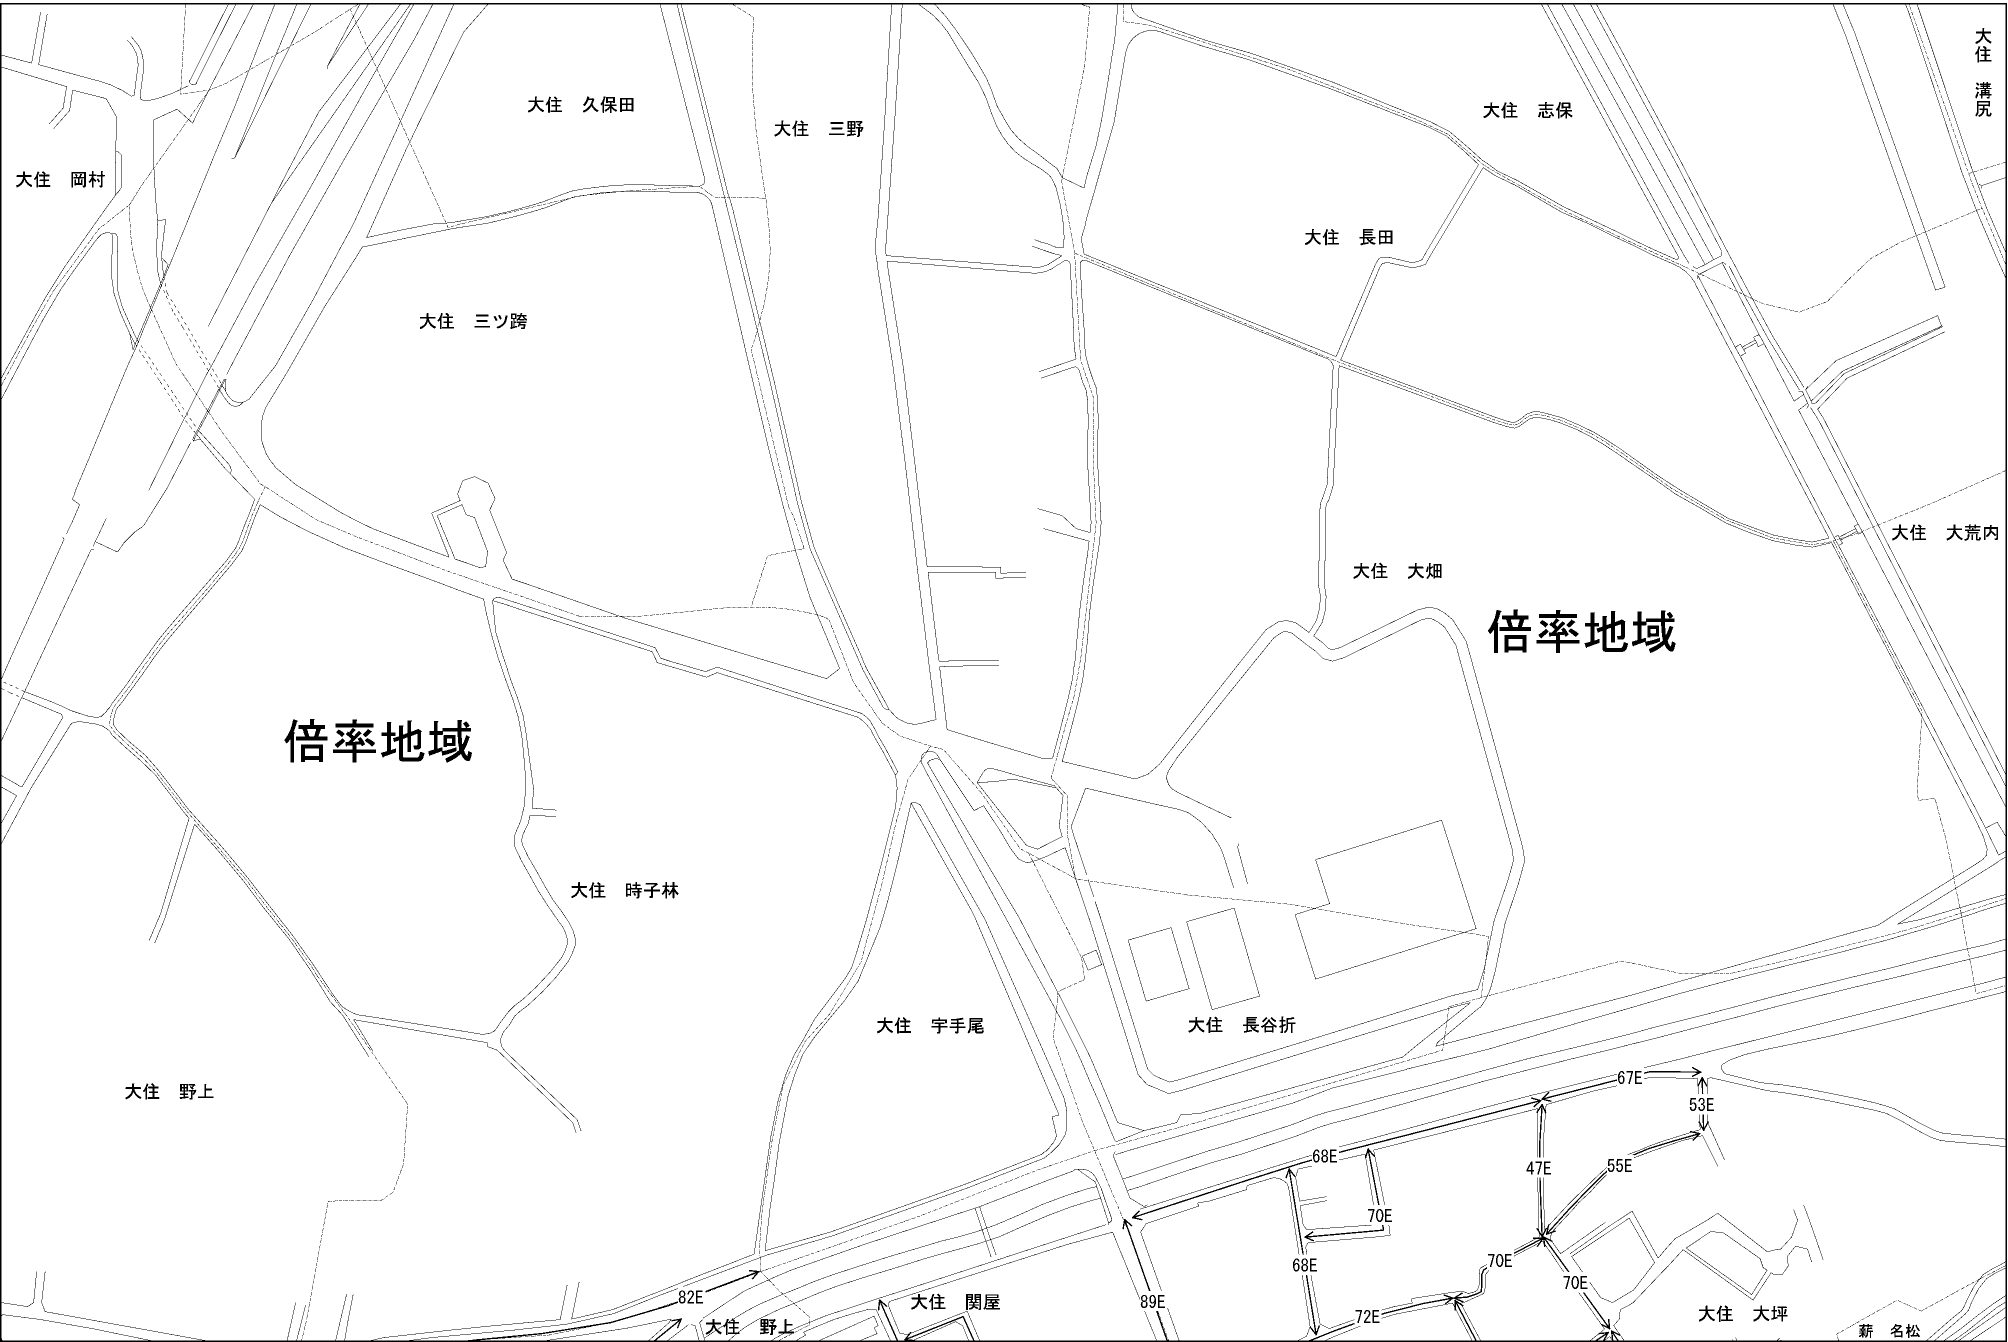 大住　溝尻
大住　久保田
大住　三野
大住　志保
大住　岡村
大住　長田
大住　三ツ跨
大住　大荒内
大住　大畑
倍率地域
倍率地域
大住　時子林
大住　宇手尾
大住　長谷折
大住　野上
67E
53E
68E
47E
55E
70E
68E
70E
70E
82E
89E
72E
大住　関屋
大住　大坪
大住　野上
薪　名松